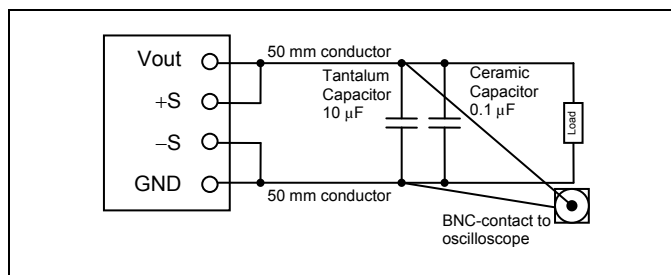 Vout
+S
−S
GND
50 mm conductor
Tantalum
Capacitor
10 μF
Ceramic
Capacitor
0.1 μF
Load
50 mm conductor
BNC-contact to
oscilloscope